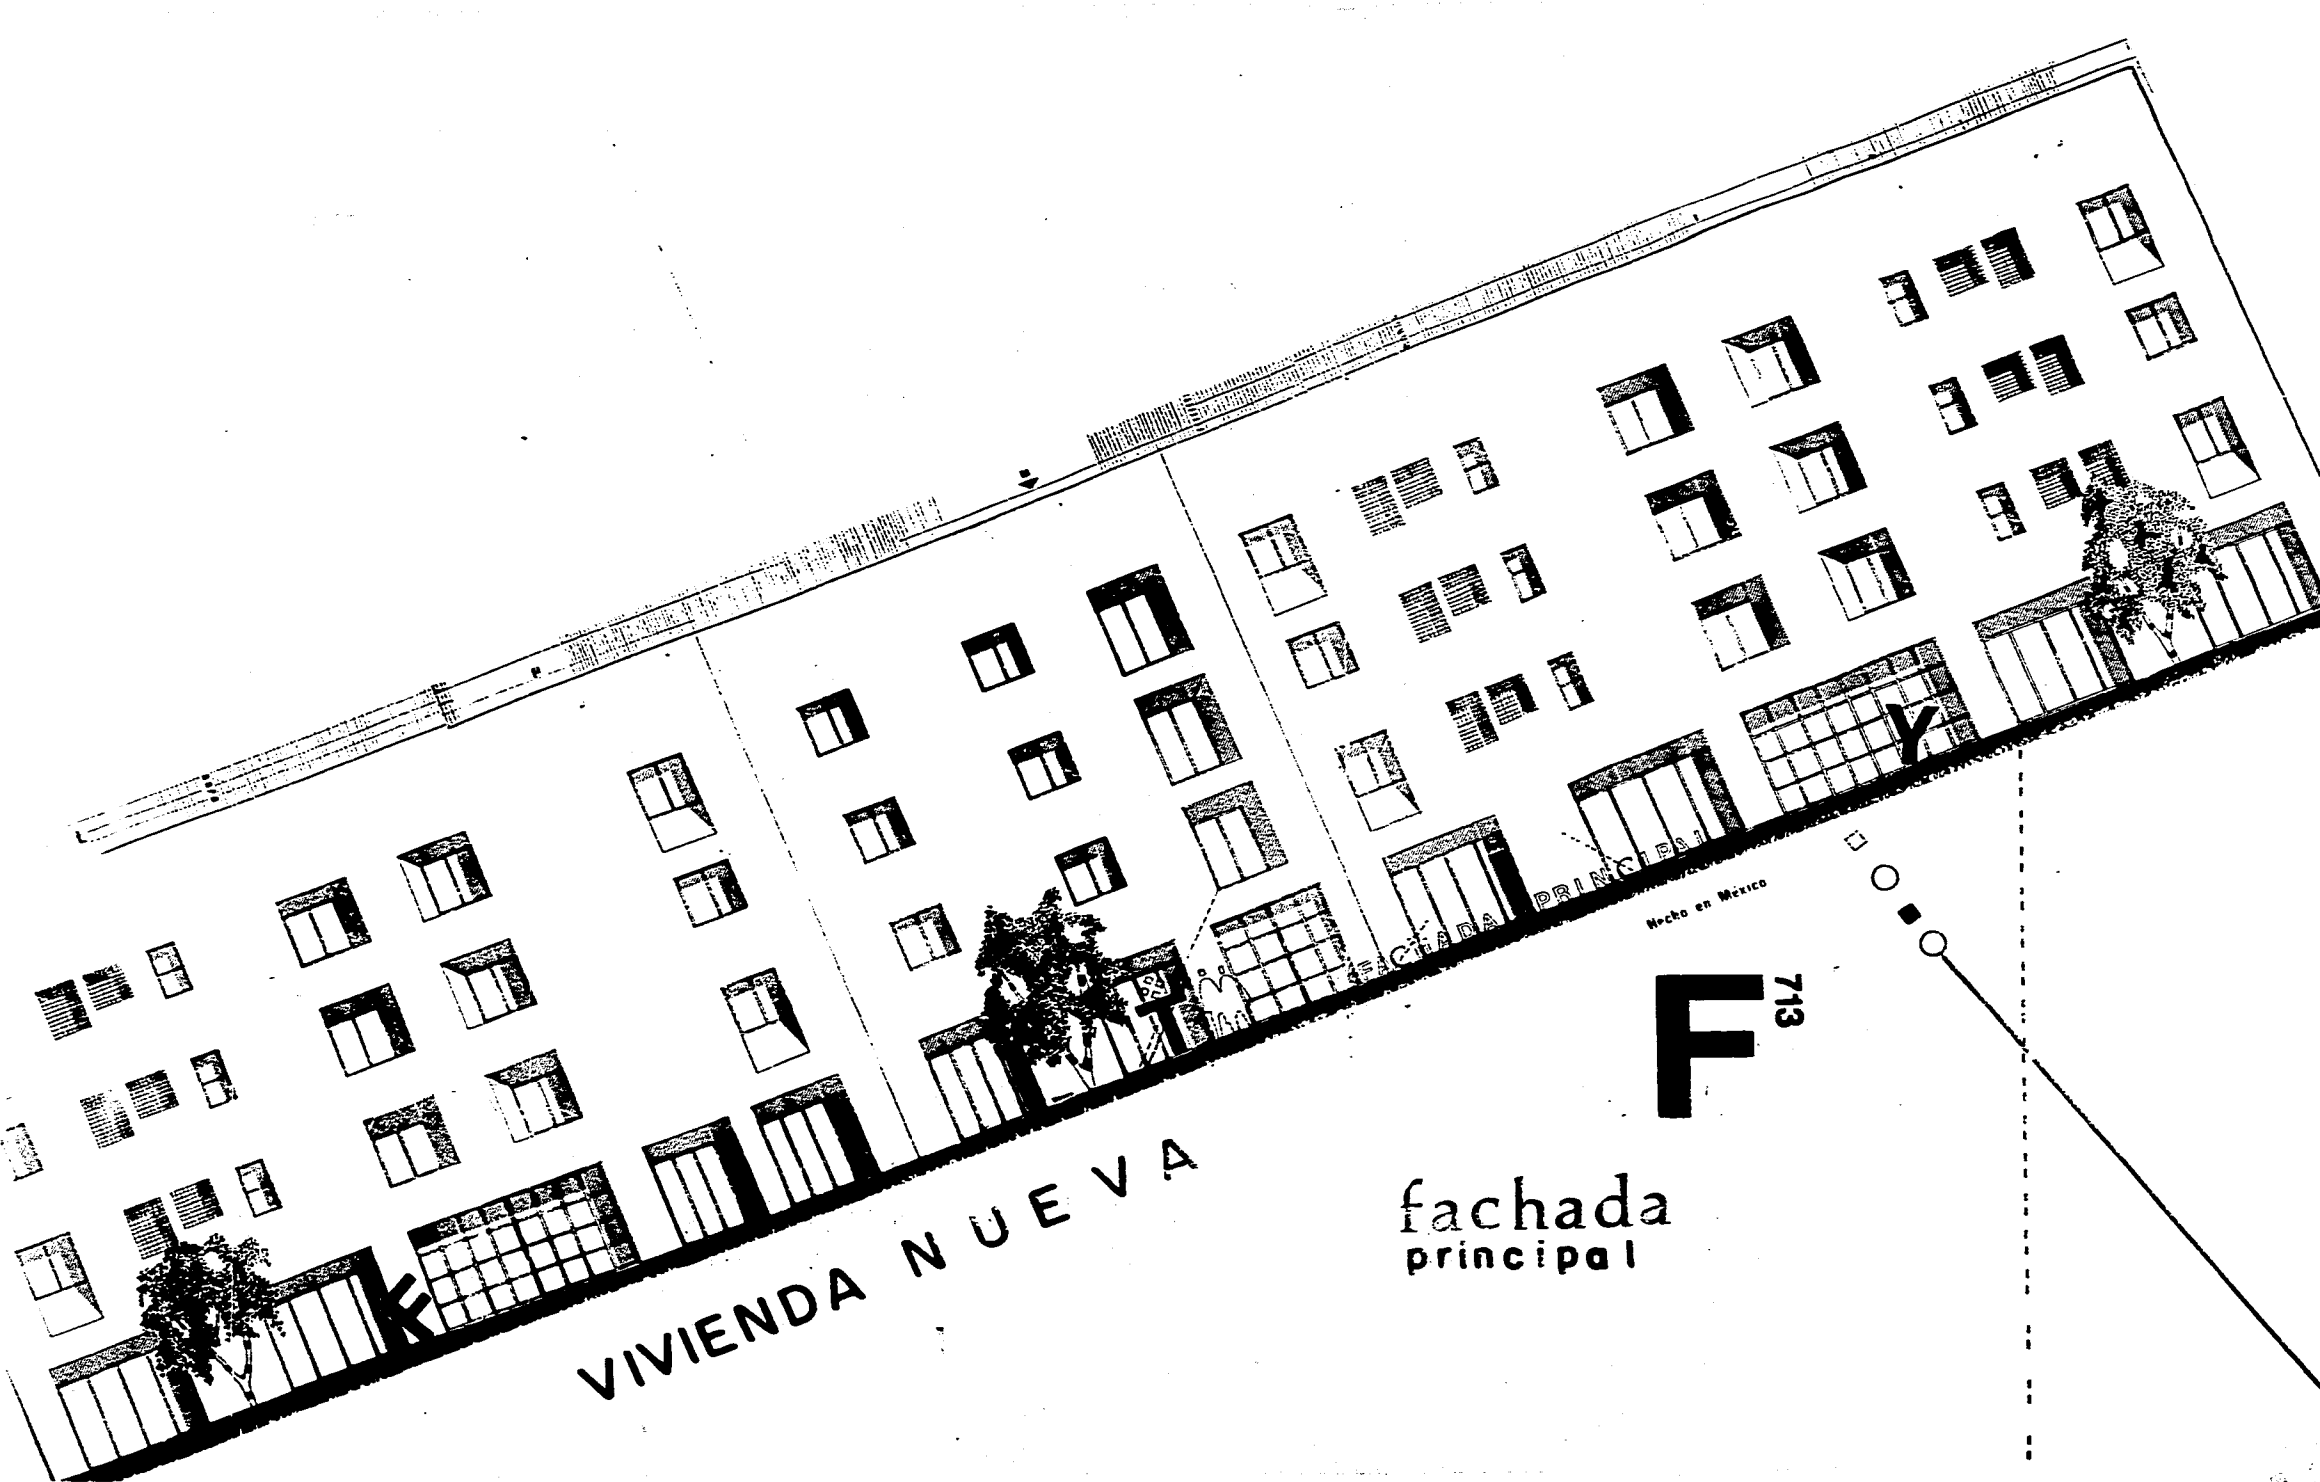 Y
FACHADA PRINCIPAL
Hecho en México
T
F
713
VIVIENDA NUEVA
fachada
principal